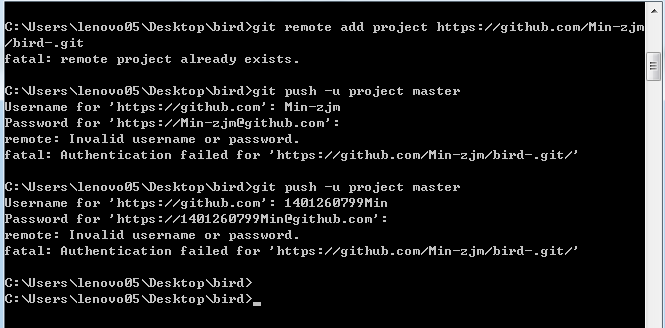 C:\Users\lenovo05\Desktop\bird>git remote add project https://github.com/Min-zjm
/bird-.git
fatal: remote project already exists.
C:\Users\lenovo05\Desktop\bird>git push -u project master
Username for 'https://github.com': Min-zjm
Password for 'https://Min-zjm@github.com':
remote: Invalid username or password.
fatal: Authentication failed for 'https://github.com/Min-zjm/bird-.git/'
C:\Users\lenovo05\Desktop\bird>git push -u project master
Username for 'https://github.com': 1401260799Min
Password for 'https://1401260799Min@github.com':
remote: Invalid username or password.
fatal: Authentication failed for 'https://github.com/Min-zjm/bird-.git/'
C:\Users\lenovo05\Desktop\bird>
C:\Users\lenovo05\Desktop\bird>_